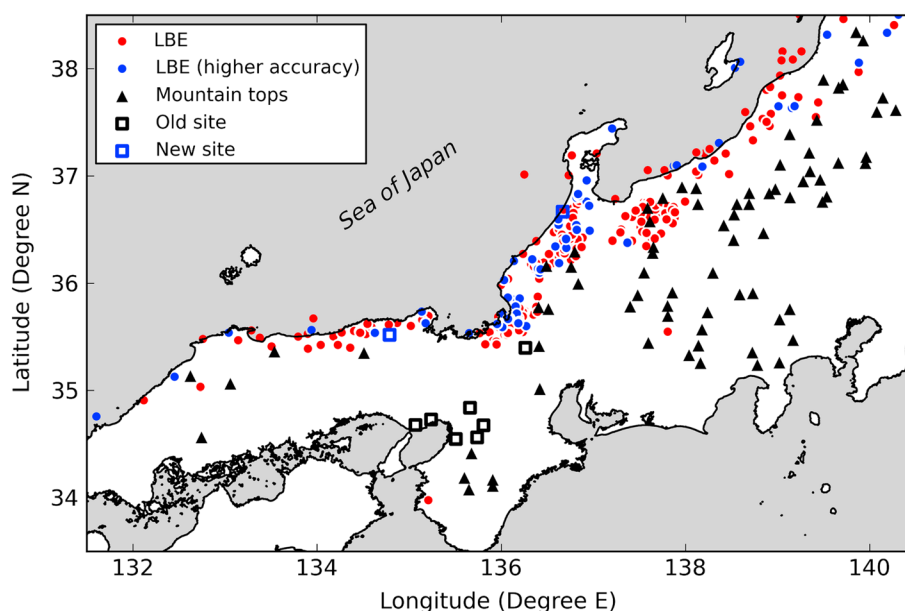 LBE
LBE (higher accuracy)
Mountain tops
Old site
New site
Sea of Japan
38
37
36
35
34
Latitude (Degree N)
132
134
136
138
140
Longitude (Degree E)